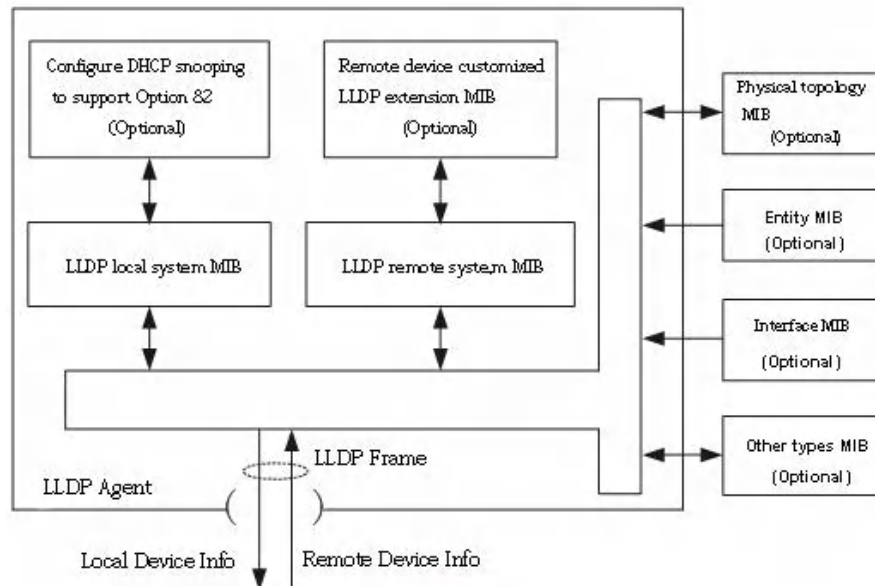 Configure DHCP snooping
to support Option 82
(Optional)
Remote device customized
LLDP extension MIB
(Optional)
Physical topology
MIB
(Optional)
Entity MIB
(Optional)
LLDP local system MIB
LLDP remote syste,m MIB
Interface MIB
(Optional)
Other types MIB
(Optional)
LLDP Frame
LLDP Agent
Local Device Info
Remote Device Info